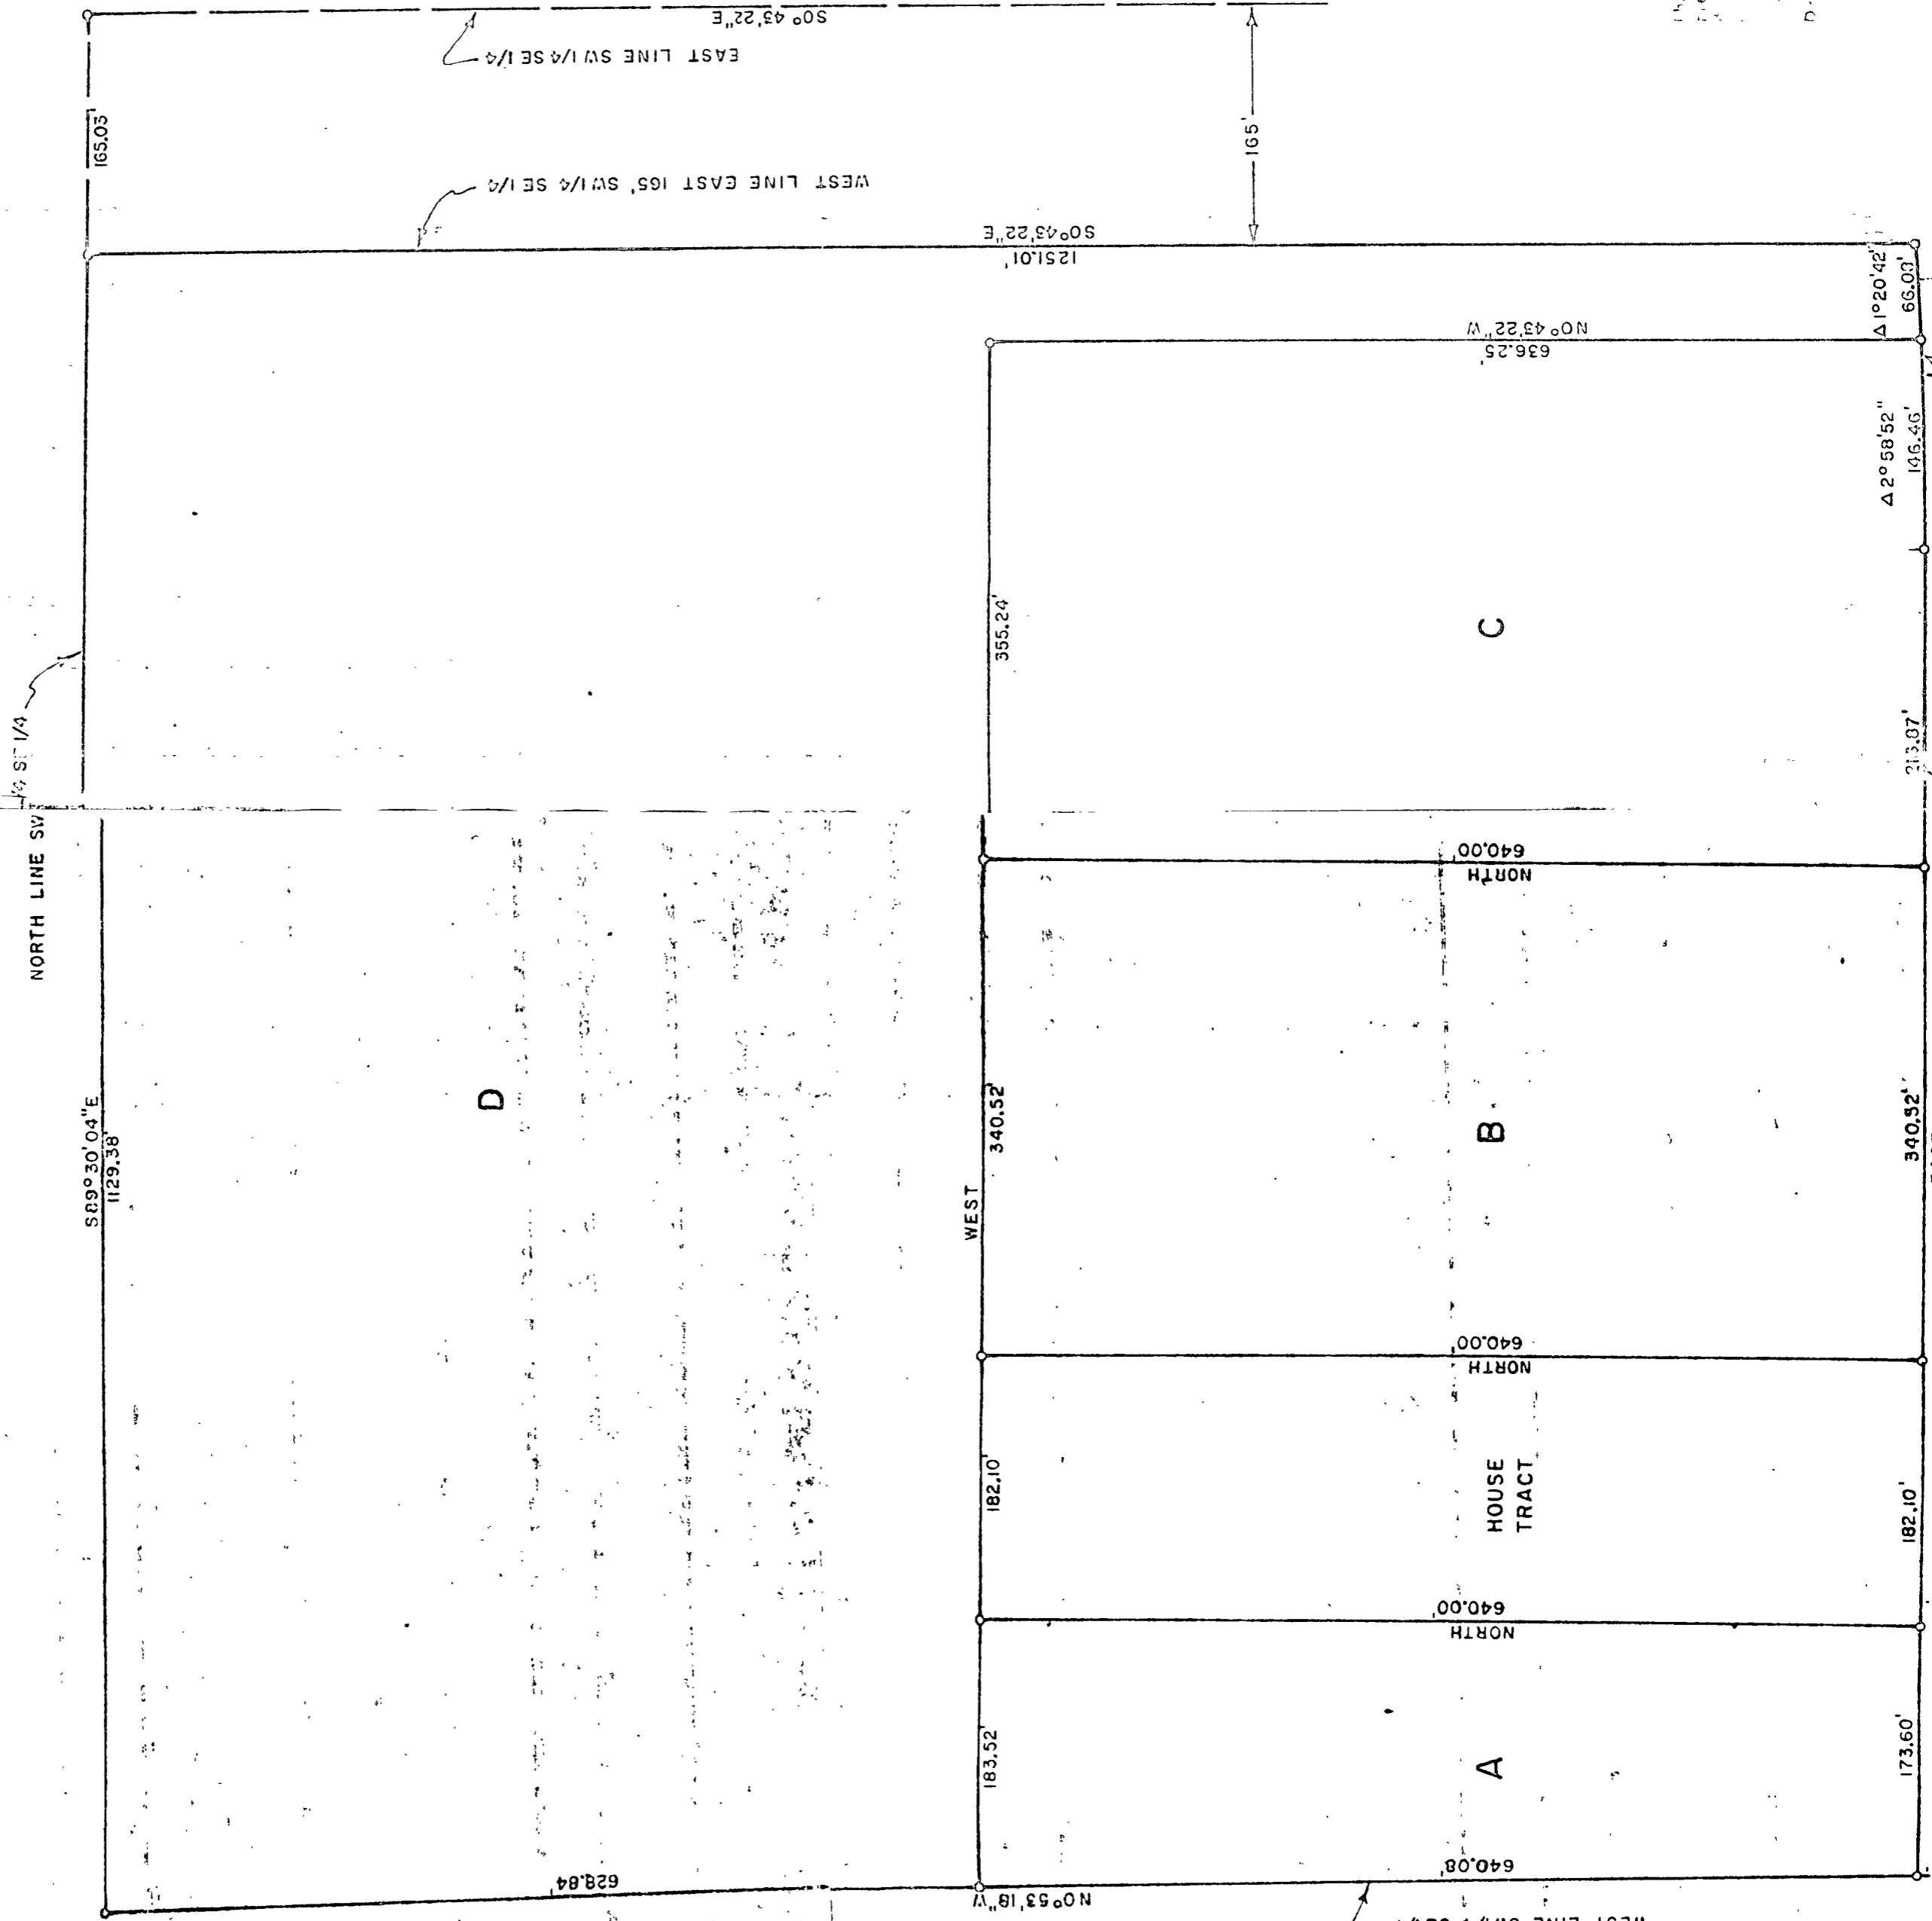 S0°43'22"E
EAST LINE SW1/4 SE1/4
165.03'
165'
WEST LINE EAST 165' SW1/4 SE1/4
S0°43'22"E
1251.01'
Δ1°20'42"
66.03'
N0°43'22"W
636.25'
Δ2°58'52"
146.46'
355.24'
C
NORTH LINE SW
1/4
640.00'
NORTH
S89°30'04"E
1129.38'
D
340.52'
WEST
B
340.52'
640.00'
NORTH
182.10'
HOUSE
TRACT
182.10'
640.00'
NORTH
183.52'
A
173.60'
628.84'
N0°53'18"W
640.08'